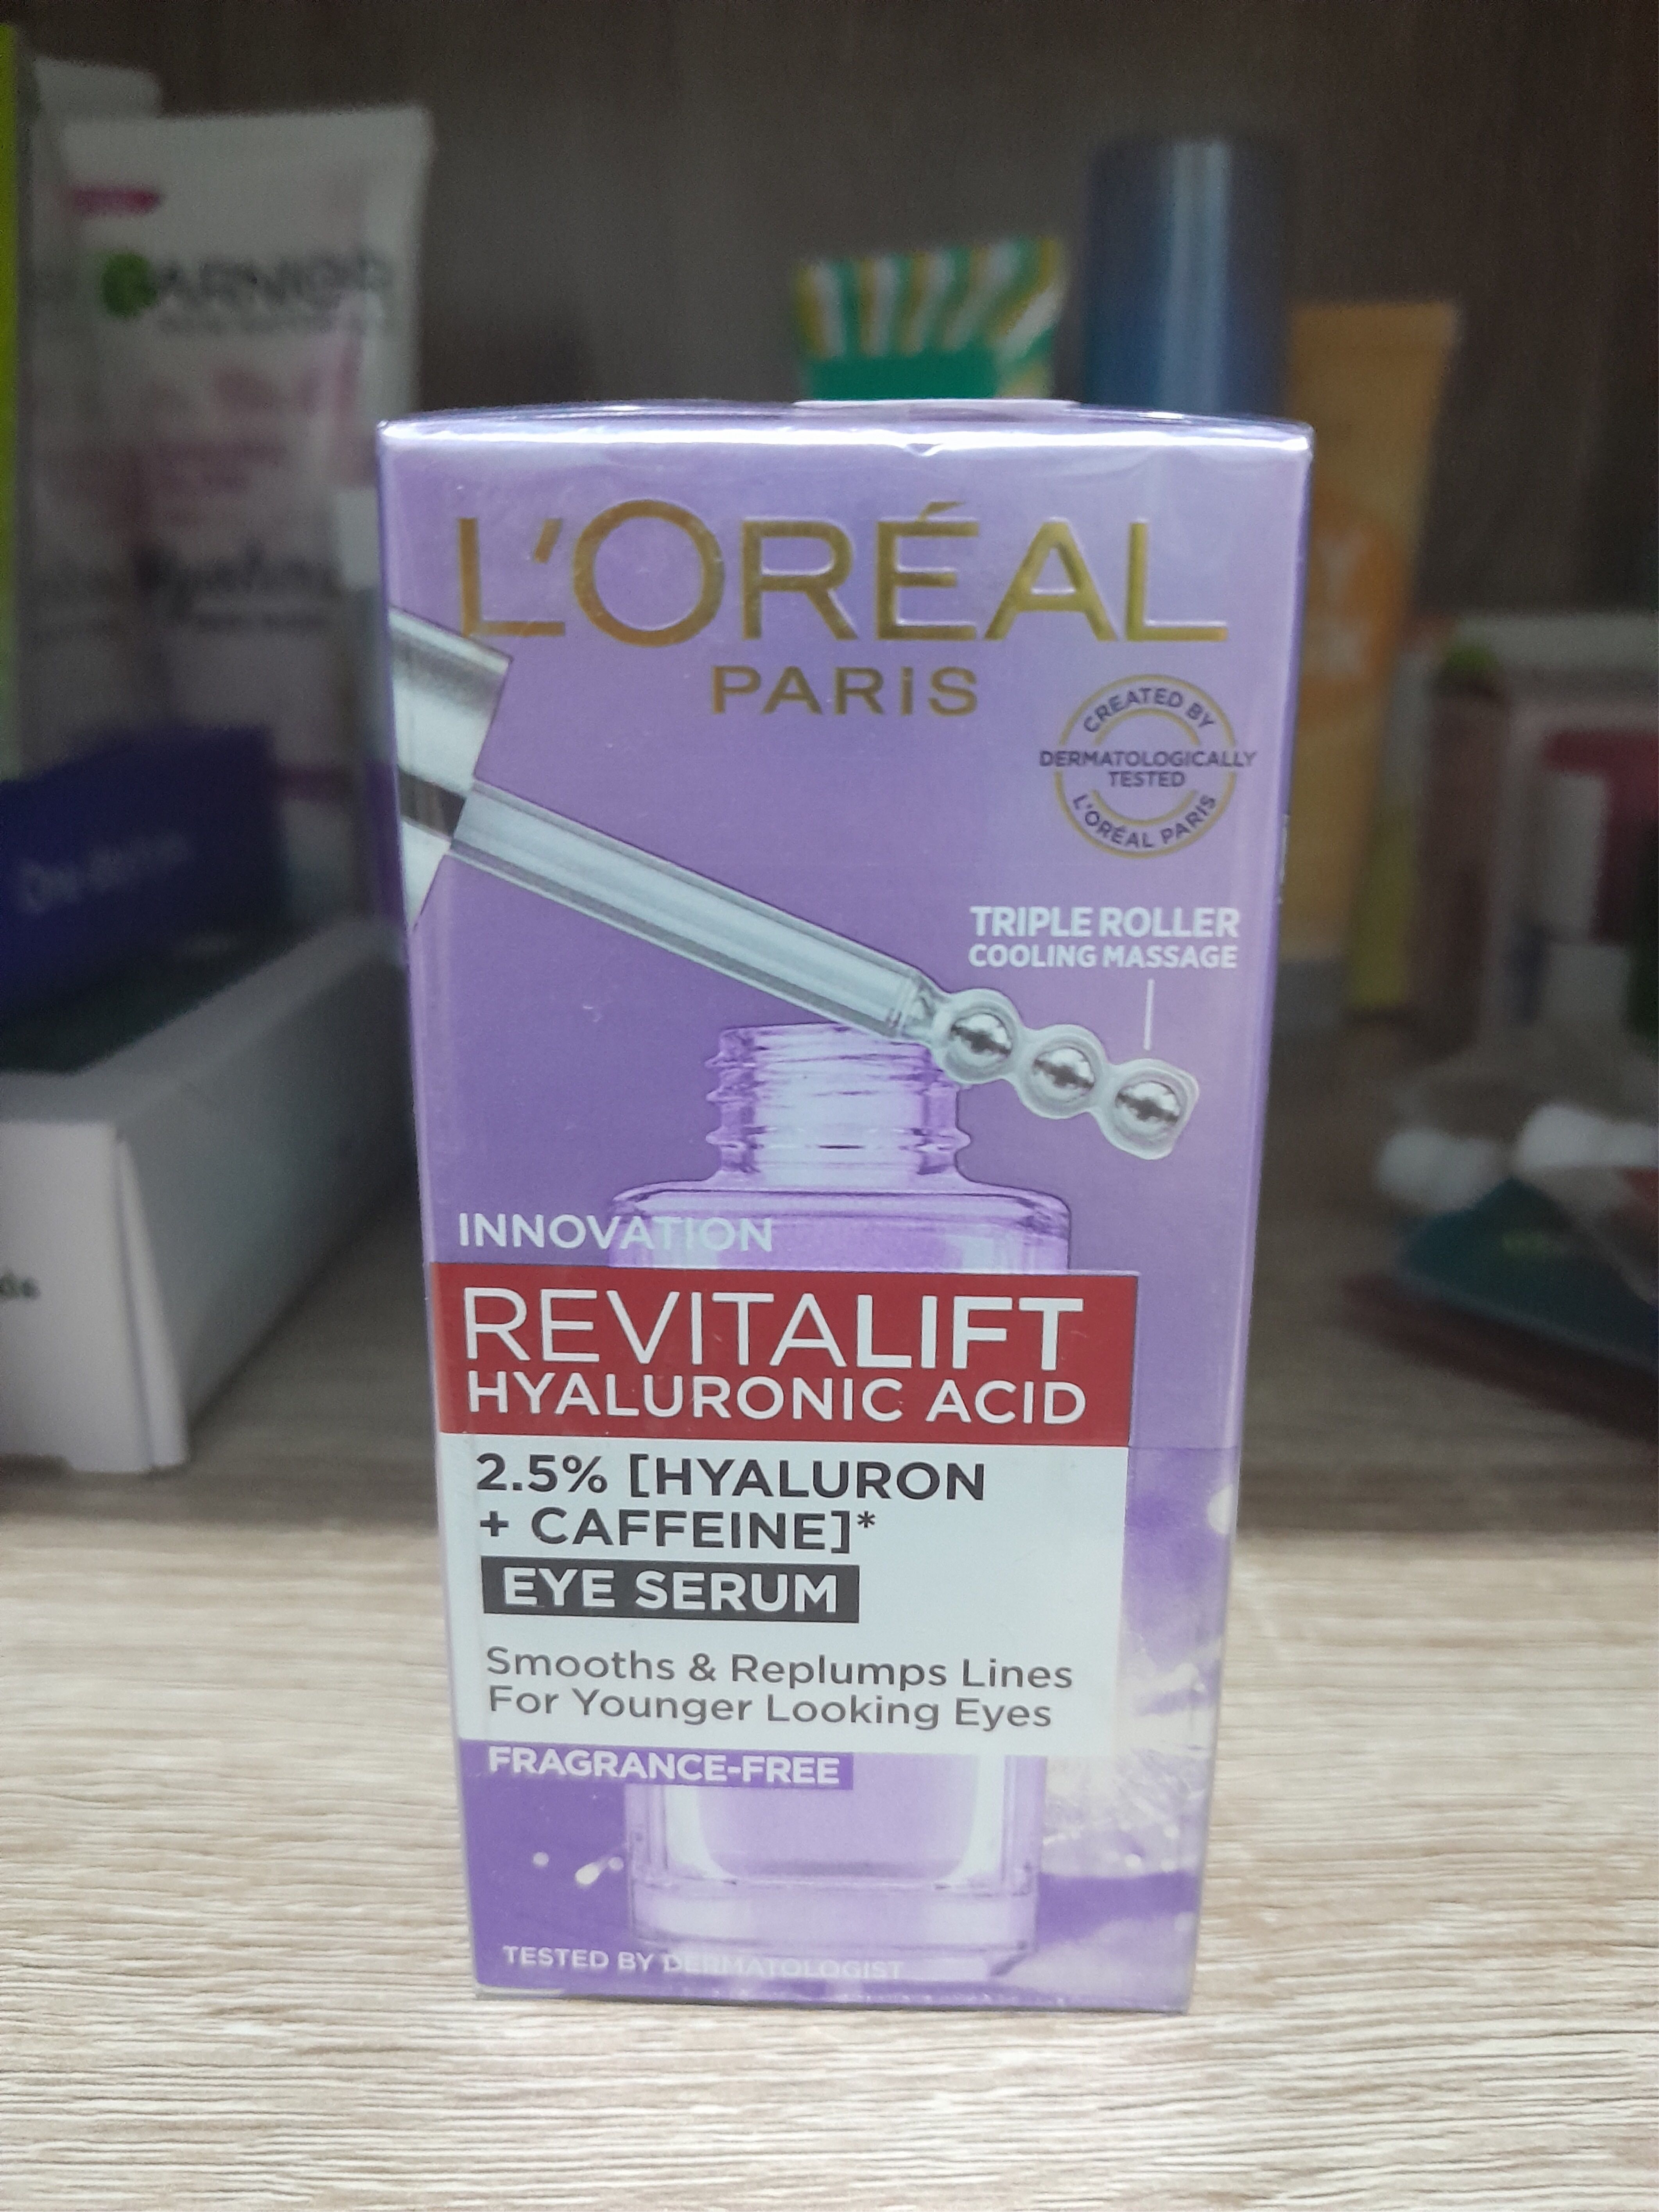 GARNIER
L'ORÉAL
PARIS
CREATED BY
DERMATOLOGICALLY
TESTED
L'ORÉAL PARIS
TRIPLE ROLLER
COOLING MASSAGE
INNOVATION
REVITALIFT
HYALURONIC ACID
2.5% [HYALURON
+ CAFFEINE]*
EYE SERUM
Smooths & Replumps Lines
For Younger Looking Eyes
FRAGRANCE-FREE
TESTED BY DERMATOLOGIST